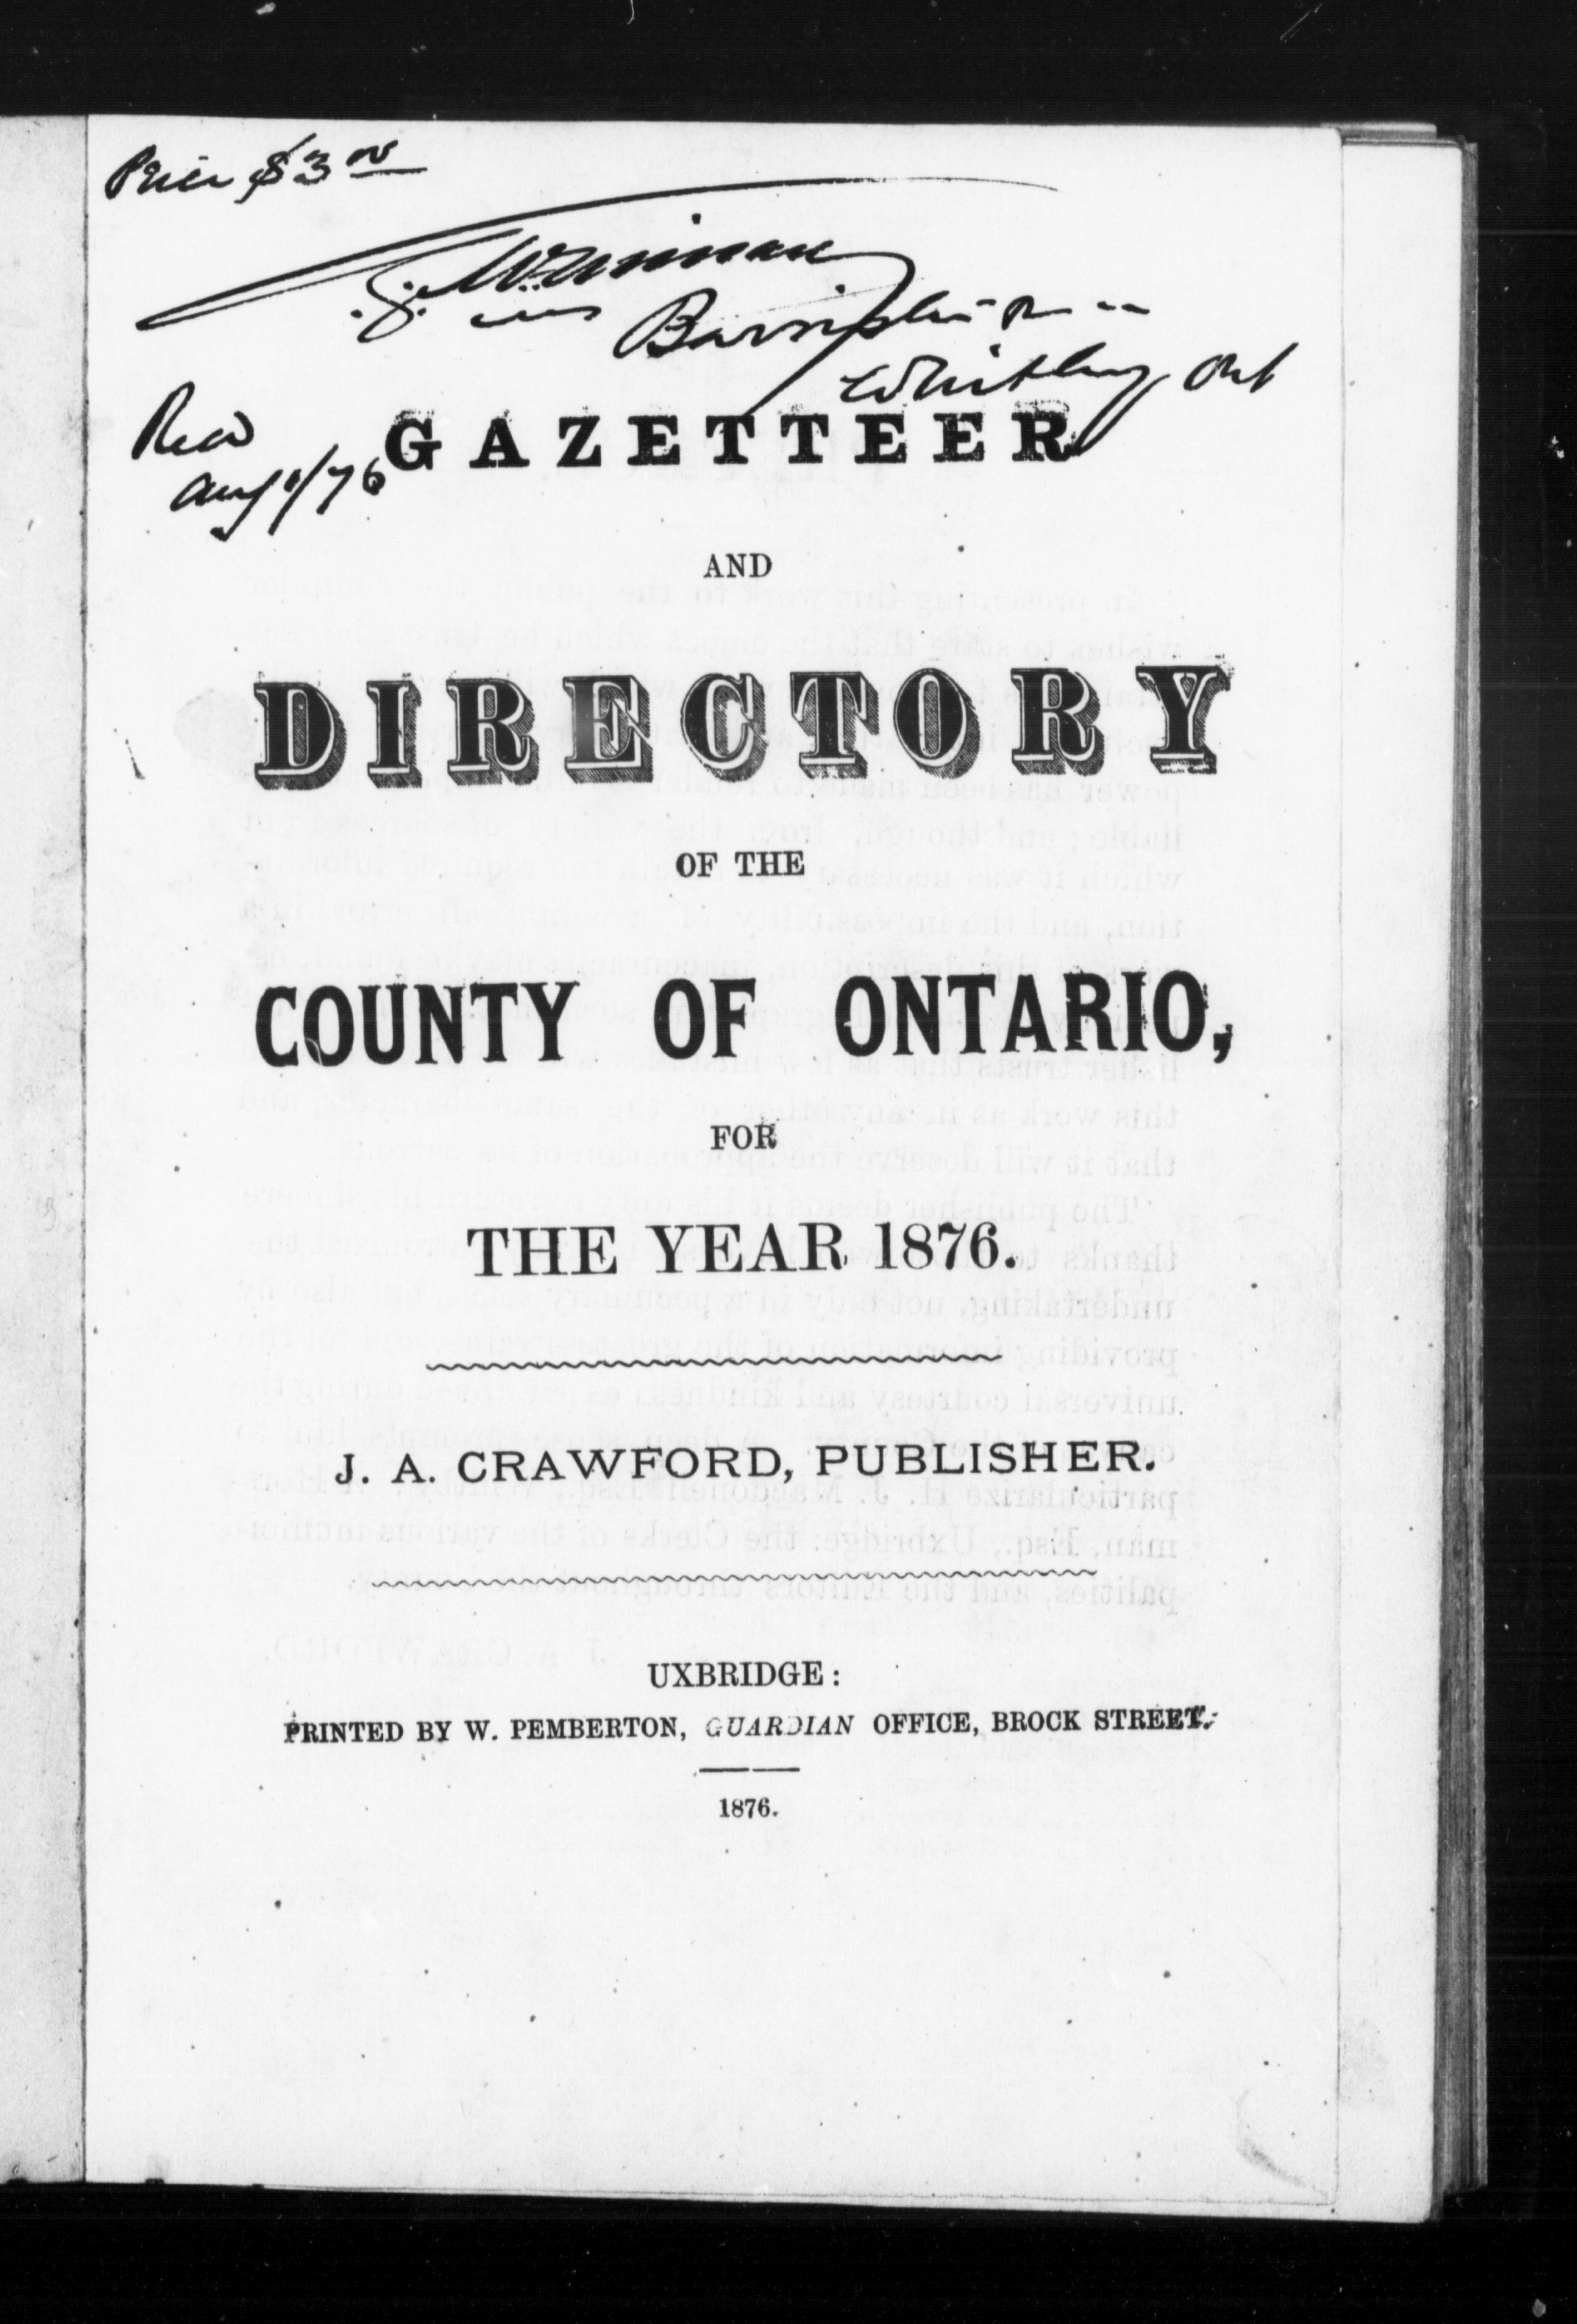 Price $3 00
Barrister
Whitby, Ont
Recd
Aug 1/76
GAZETTEER
AND
DIRECTORY
OF THE
COUNTY OF ONTARIO,
FOR
THE YEAR 1876.
J. A. CRAWFORD, PUBLISHER.
UXBRIDGE:
PRINTED BY W. PEMBERTON, GUARDIAN OFFICE, BROCK STREET.
1876.